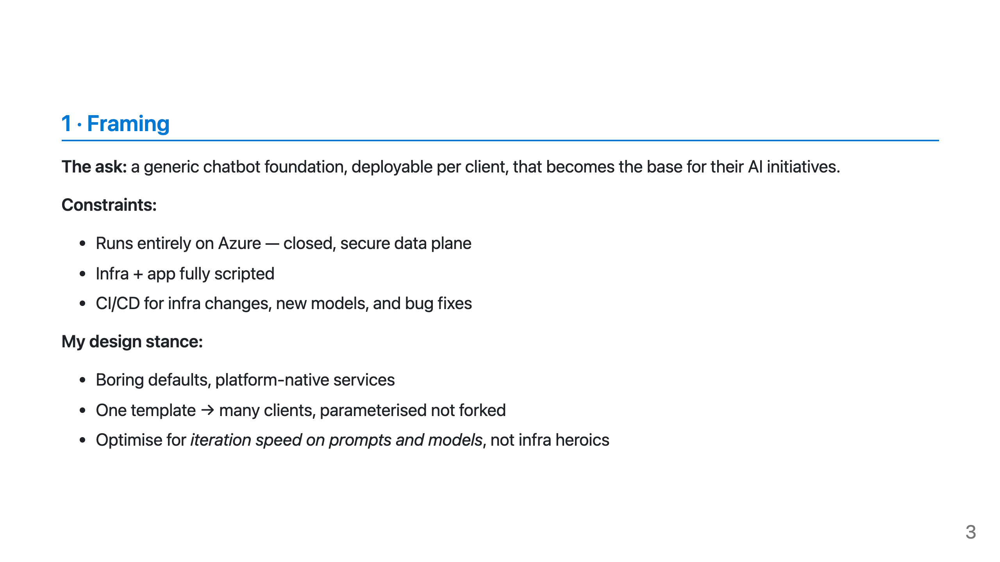 1 · Framing
The ask: a generic chatbot foundation, deployable per client, that becomes the base for their AI initiatives.
Constraints:
• Runs entirely on Azure — closed, secure data plane
• Infra + app fully scripted
• CI/CD for infra changes, new models, and bug fixes
My design stance:
• Boring defaults, platform-native services
• One template → many clients, parameterised not forked
• Optimise for iteration speed on prompts and models, not infra heroics
3